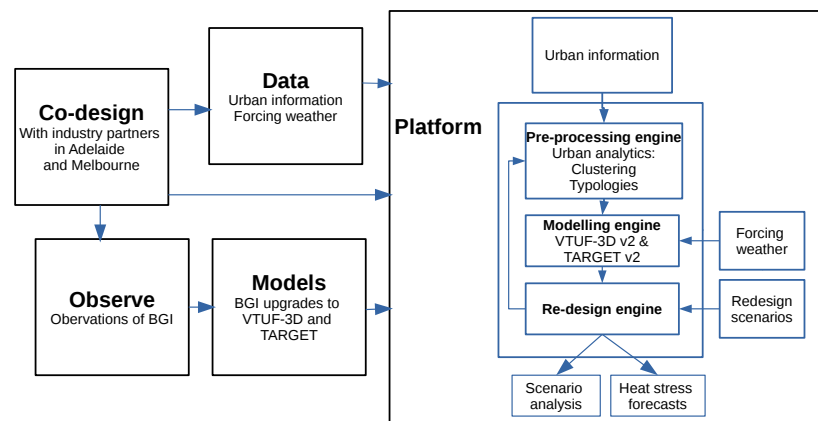 Co-design
With industry partners
in Adelaide
and Melbourne
Data
Urban information
Forcing weather
Observe
Obervations of BGI
Models
BGI upgrades to
VTUF-3D and
TARGET
Platform
Urban information
Pre-processing engine
Urban analytics:
Clustering
Typologies
Modelling engine
VTUF-3D v2 &
TARGET v2
Forcing
weather
Re-design engine
Redesign
scenarios
Scenario
analysis
Heat stress
forecasts